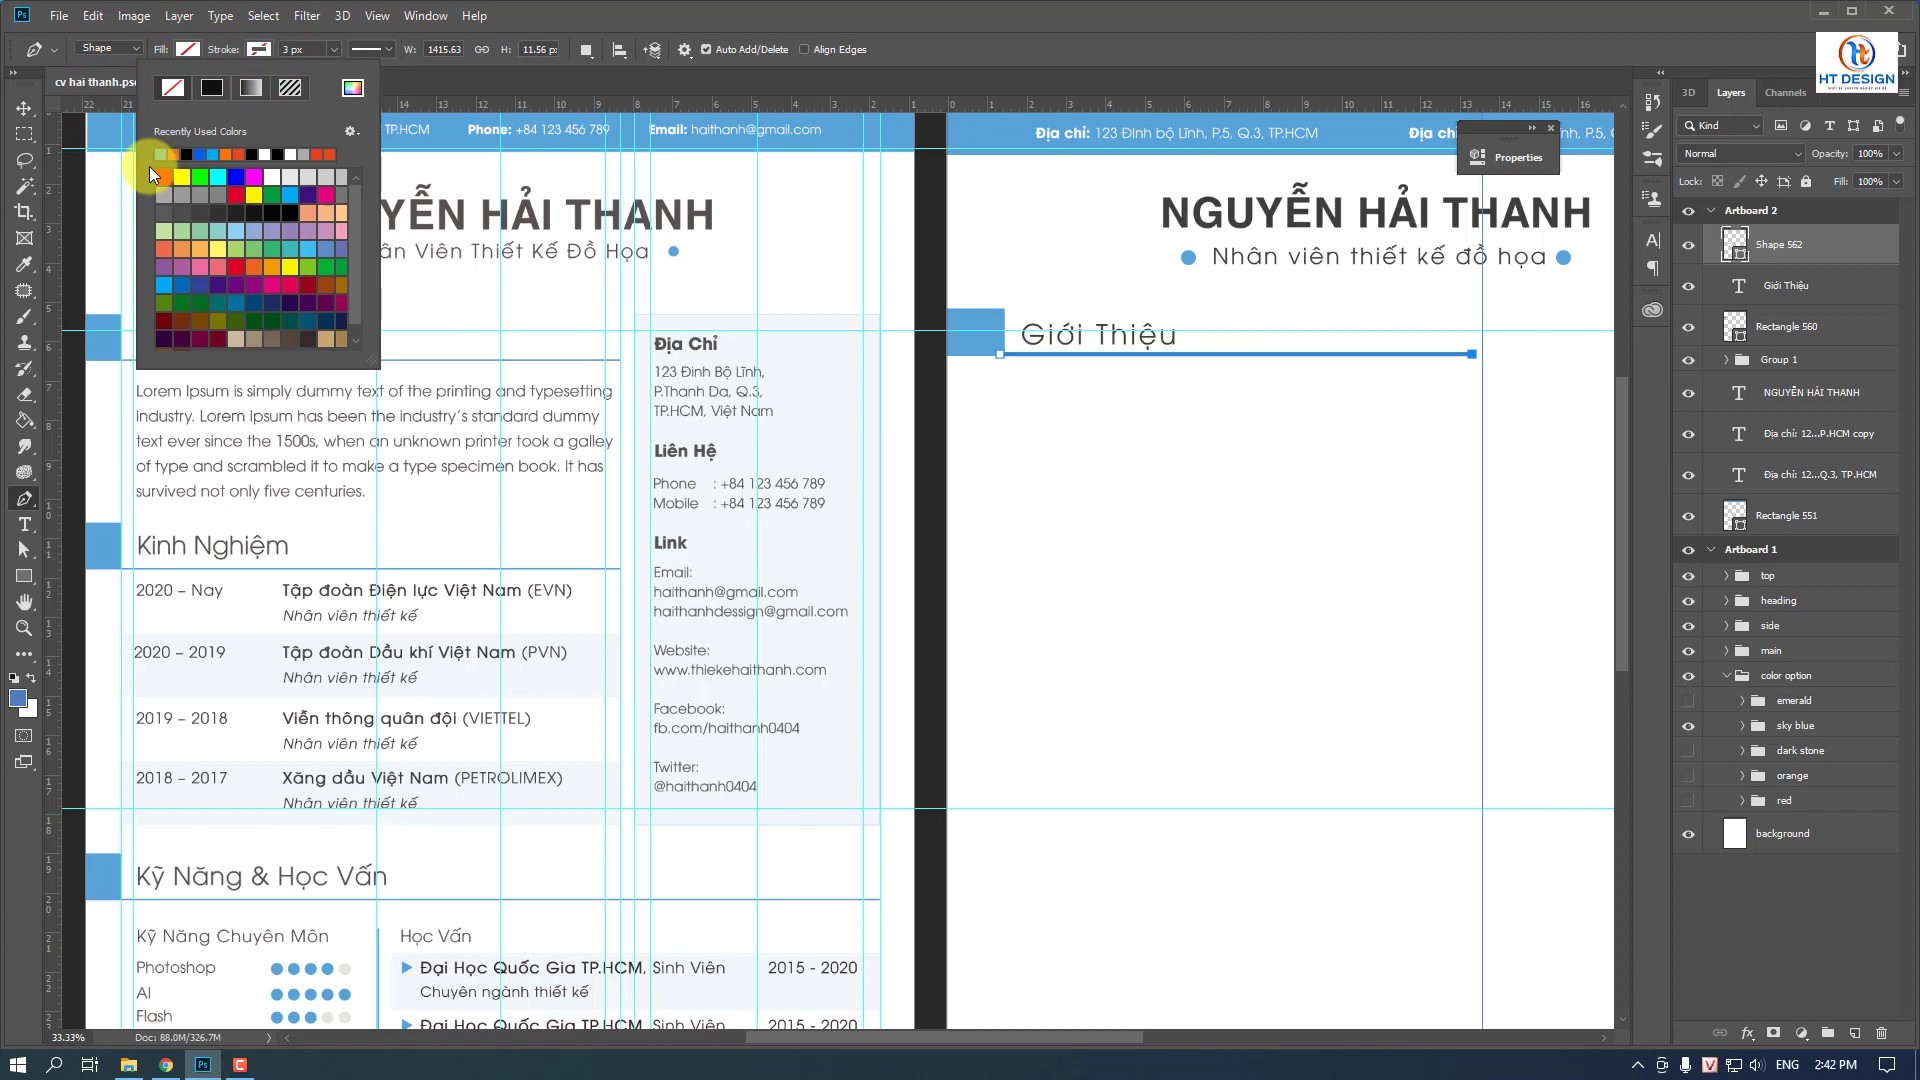 Ps File Edit Image Layer Type Select Filter 3D View Window Help
Shape Fill: Stroke: 3 px W: 1415.63 H: 11.56 px Auto Add/Delete Align Edges
HT DESIGN
cv hai thanh.psd
Recently Used Colors
TP.HCM Phone: +84 123 456 789 Email: haithanh@gmail.com
YỄN HẢI THANH
ân Viên Thiết Kế Đồ Họa
Lorem Ipsum is simply dummy text of the printing and typesetting
industry. Lorem Ipsum has been the industry's standard dummy
text ever since the 1500s, when an unknown printer took a galley
of type and scrambled it to make a type specimen book. It has
survived not only five centuries.
Kinh Nghiệm
2020 – Nay Tập đoàn Điện lực Việt Nam (EVN)
Nhân viên thiết kế
2020 – 2019 Tập đoàn Dầu khí Việt Nam (PVN)
Nhân viên thiết kế
2019 – 2018 Viễn thông quân đội (VIETTEL)
Nhân viên thiết kế
2018 – 2017 Xăng dầu Việt Nam (PETROLIMEX)
Nhân viên thiết kế
Địa Chỉ
123 Đinh Bộ Lĩnh,
P.Thanh Da, Q.3,
TP.HCM, Việt Nam
Liên Hệ
Phone : +84 123 456 789
Mobile : +84 123 456 789
Link
Email:
haithanh@gmail.com
haithanhdessign@gmail.com
Website:
www.thiekehaithanh.com
Facebook:
fb.com/haithanh0404
Twitter:
@haithanh0404
Kỹ Năng & Học Vấn
Kỹ Năng Chuyên Môn
Photoshop
AI
Flash
Học Vấn
Đại Học Quốc Gia TP.HCM, Sinh Viên 2015 - 2020
Chuyên ngành thiết kế
Đại Học Quốc Gia TP.HCM, Sinh Viên 2015 - 2020
Địa chỉ: 123 ĐInh bộ Lĩnh, P.5, Q.3, TP.HCM
Địa ch
NGUYỄN HẢI THANH
Nhân viên thiết kế đồ họa
Giới Thiệu
Properties
3D Layers Channels
Kind
Normal Opacity: 100%
Lock: Fill: 100%
Artboard 2
Shape 562
Giới Thiệu
Rectangle 560
Group 1
NGUYỄN HẢI THANH
Địa chỉ: 12...P.HCM copy
Địa chỉ: 12...Q.3, TP.HCM
Rectangle 551
Artboard 1
top
heading
side
main
color option
emerald
sky blue
dark stone
orange
red
background
33.33% Doc: 88.0M/326.7M
ENG 2:42 PM